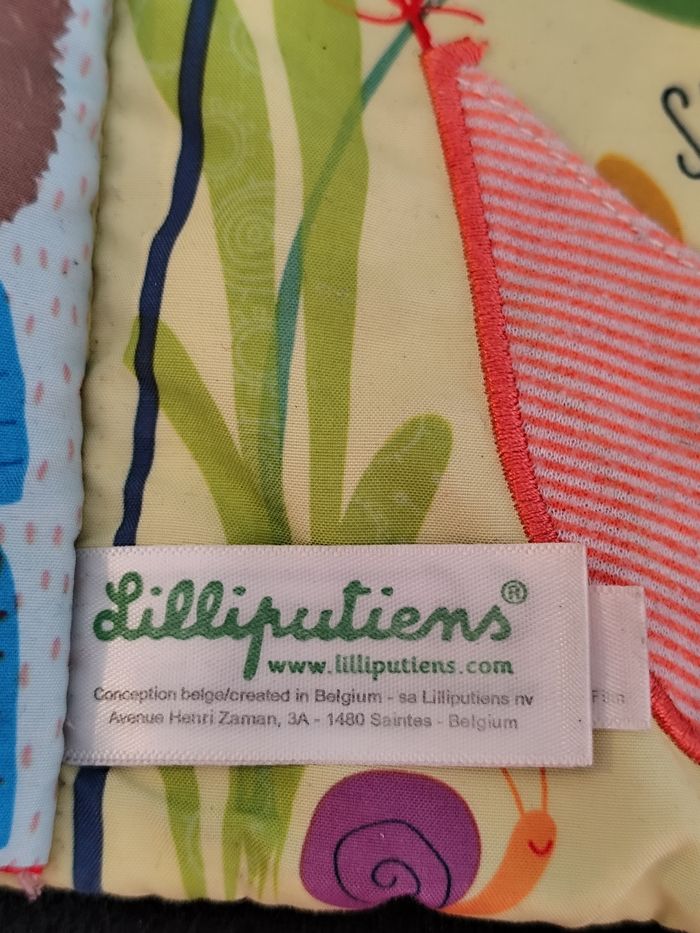 Lilliputiens®
www.lilliputiens.com
Conception belge/created in Belgium - sa Lilliputiens nv
Avenue Henri Zaman, 3A - 1480 Saintes - Belgium